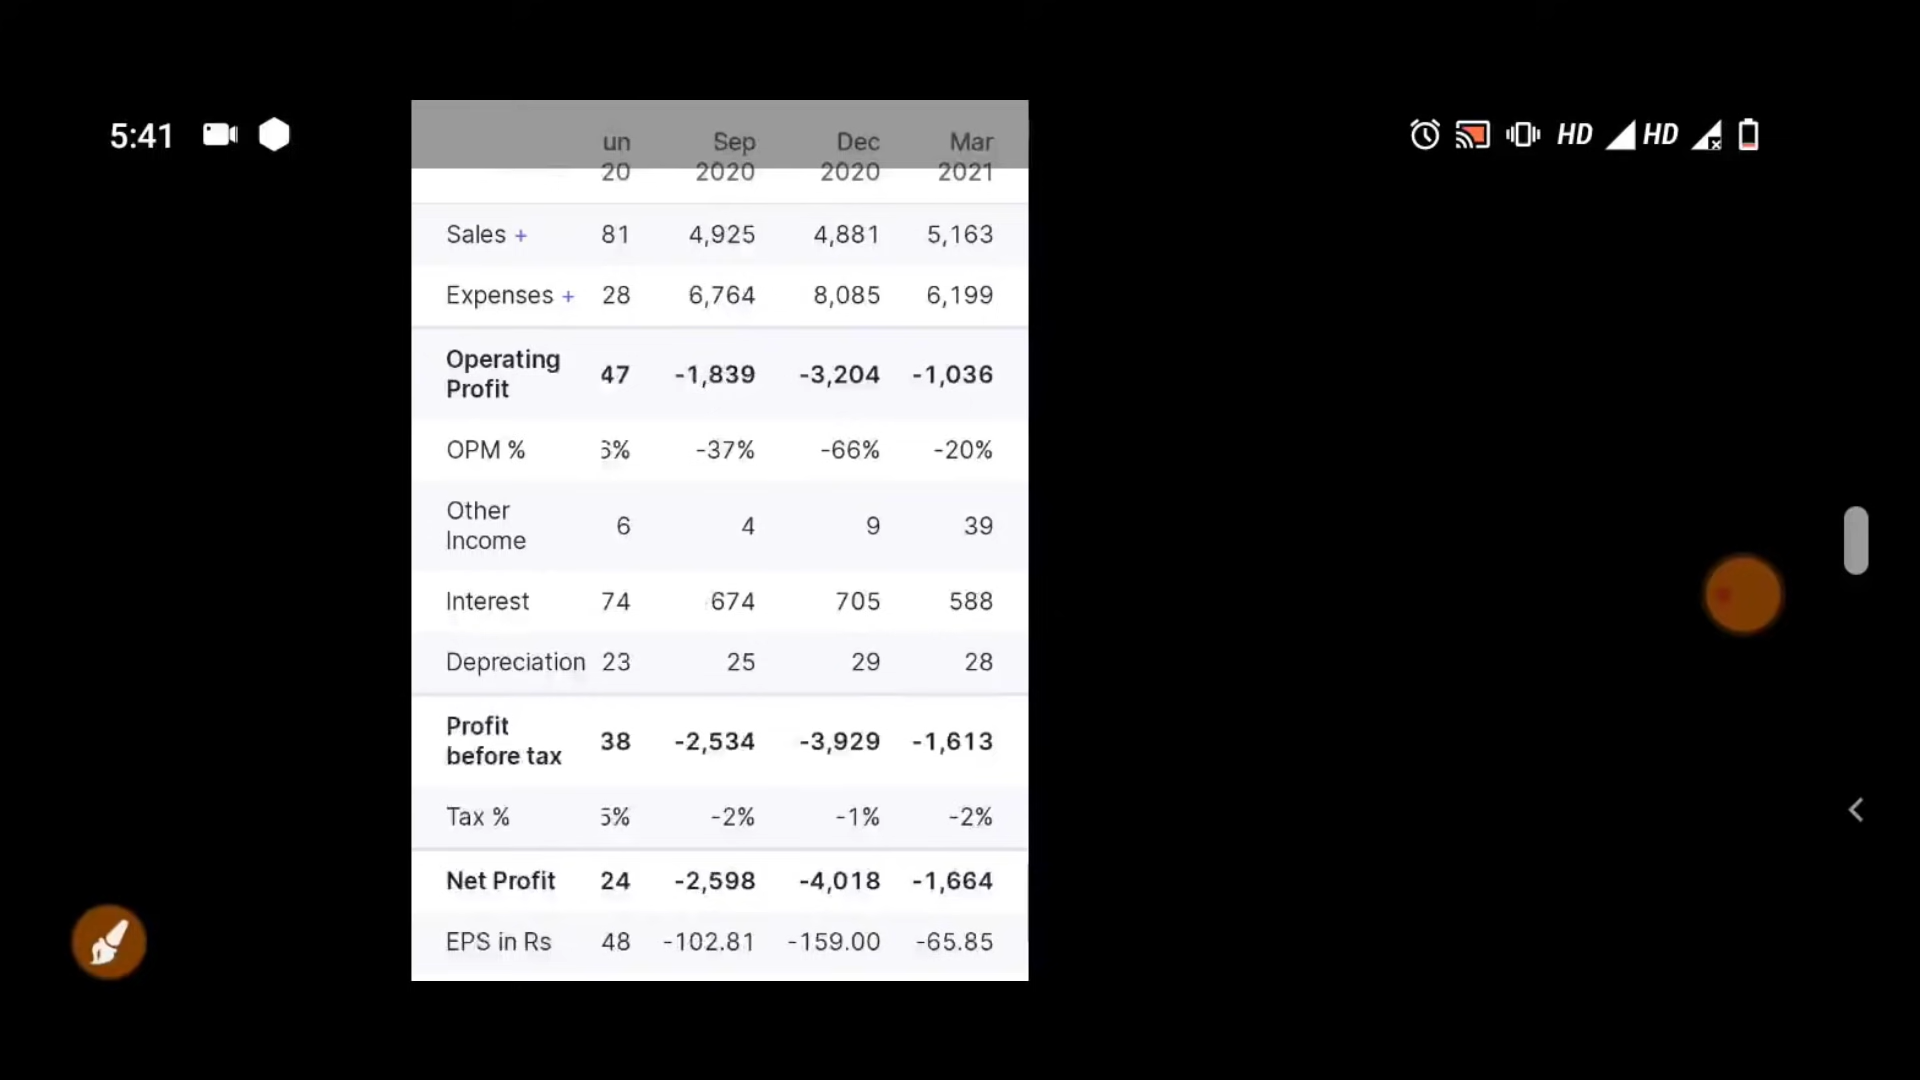 5:41 HD HD
un Sep Dec Mar
20 2020 2020 2021
Sales + 81 4,925 4,881 5,163
Expenses + 28 6,764 8,085 6,199
Operating
Profit 47 -1,839 -3,204 -1,036
OPM % 6% -37% -66% -20%
Other
Income 6 4 9 39
Interest 74 674 705 588
Depreciation 23 25 29 28
Profit
before tax 38 -2,534 -3,929 -1,613
Tax % 5% -2% -1% -2%
Net Profit 24 -2,598 -4,018 -1,664
EPS in Rs 48 -102.81 -159.00 -65.85